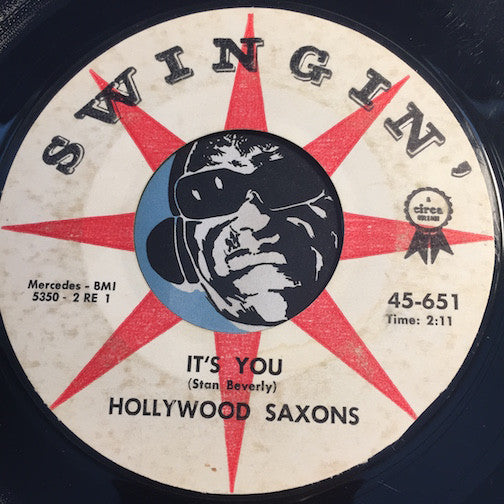 SWINGIN'
A
circa
Mercedes - BMI
5350 - 2 RE 1
45-651
Time: 2:11
IT'S YOU
(Stan Beverly)
HOLLYWOOD SAXONS